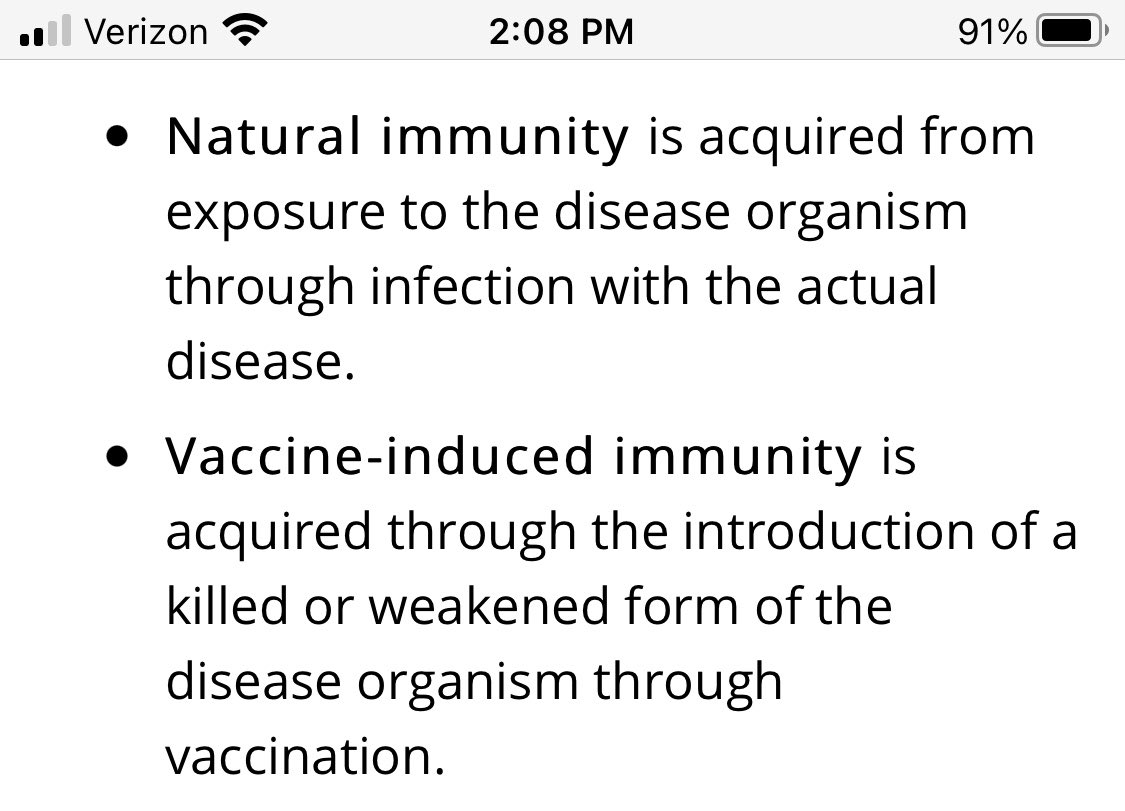 Verizon 2:08 PM 91%
• Natural immunity is acquired from
exposure to the disease organism
through infection with the actual
disease.
• Vaccine-induced immunity is
acquired through the introduction of a
killed or weakened form of the
disease organism through
vaccination.